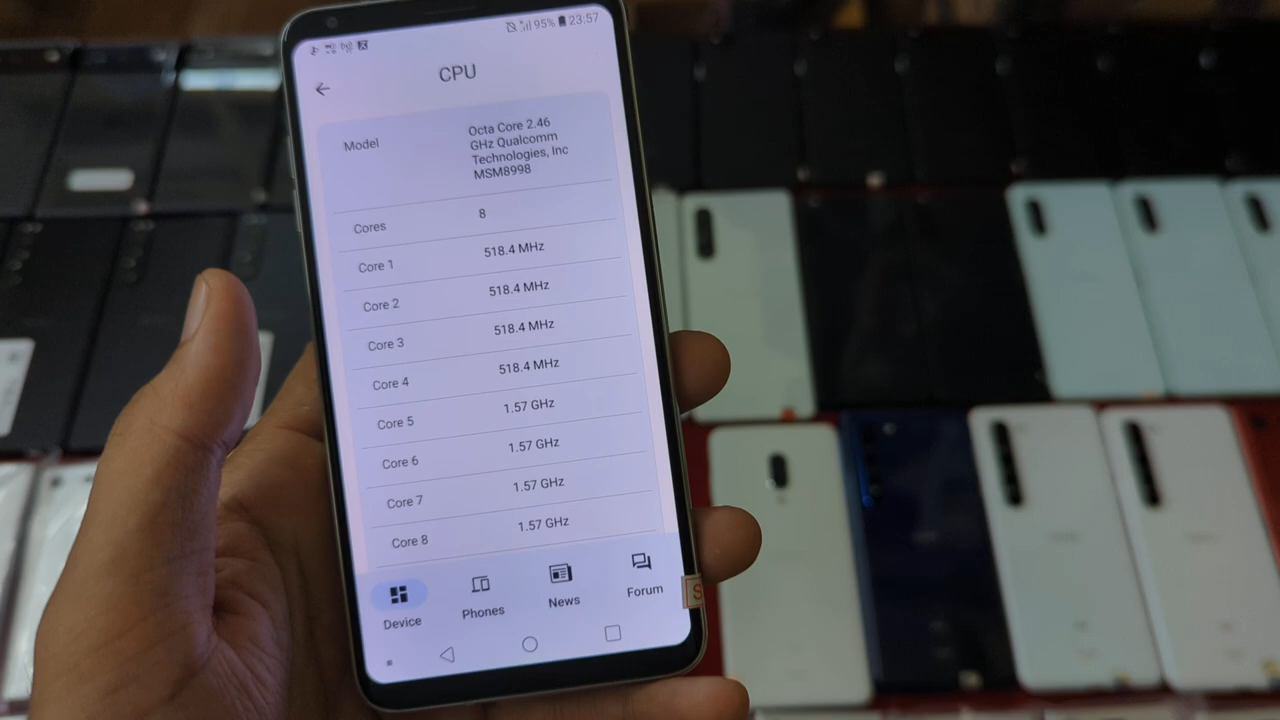 95% 23:57
CPU
Model
Octa Core 2.46
GHz Qualcomm
Technologies, Inc
MSM8998
Cores 8
Core 1 518.4 MHz
Core 2 518.4 MHz
Core 3 518.4 MHz
Core 4 518.4 MHz
Core 5 1.57 GHz
Core 6 1.57 GHz
Core 7 1.57 GHz
Core 8 1.57 GHz
Device Phones News Forum
S